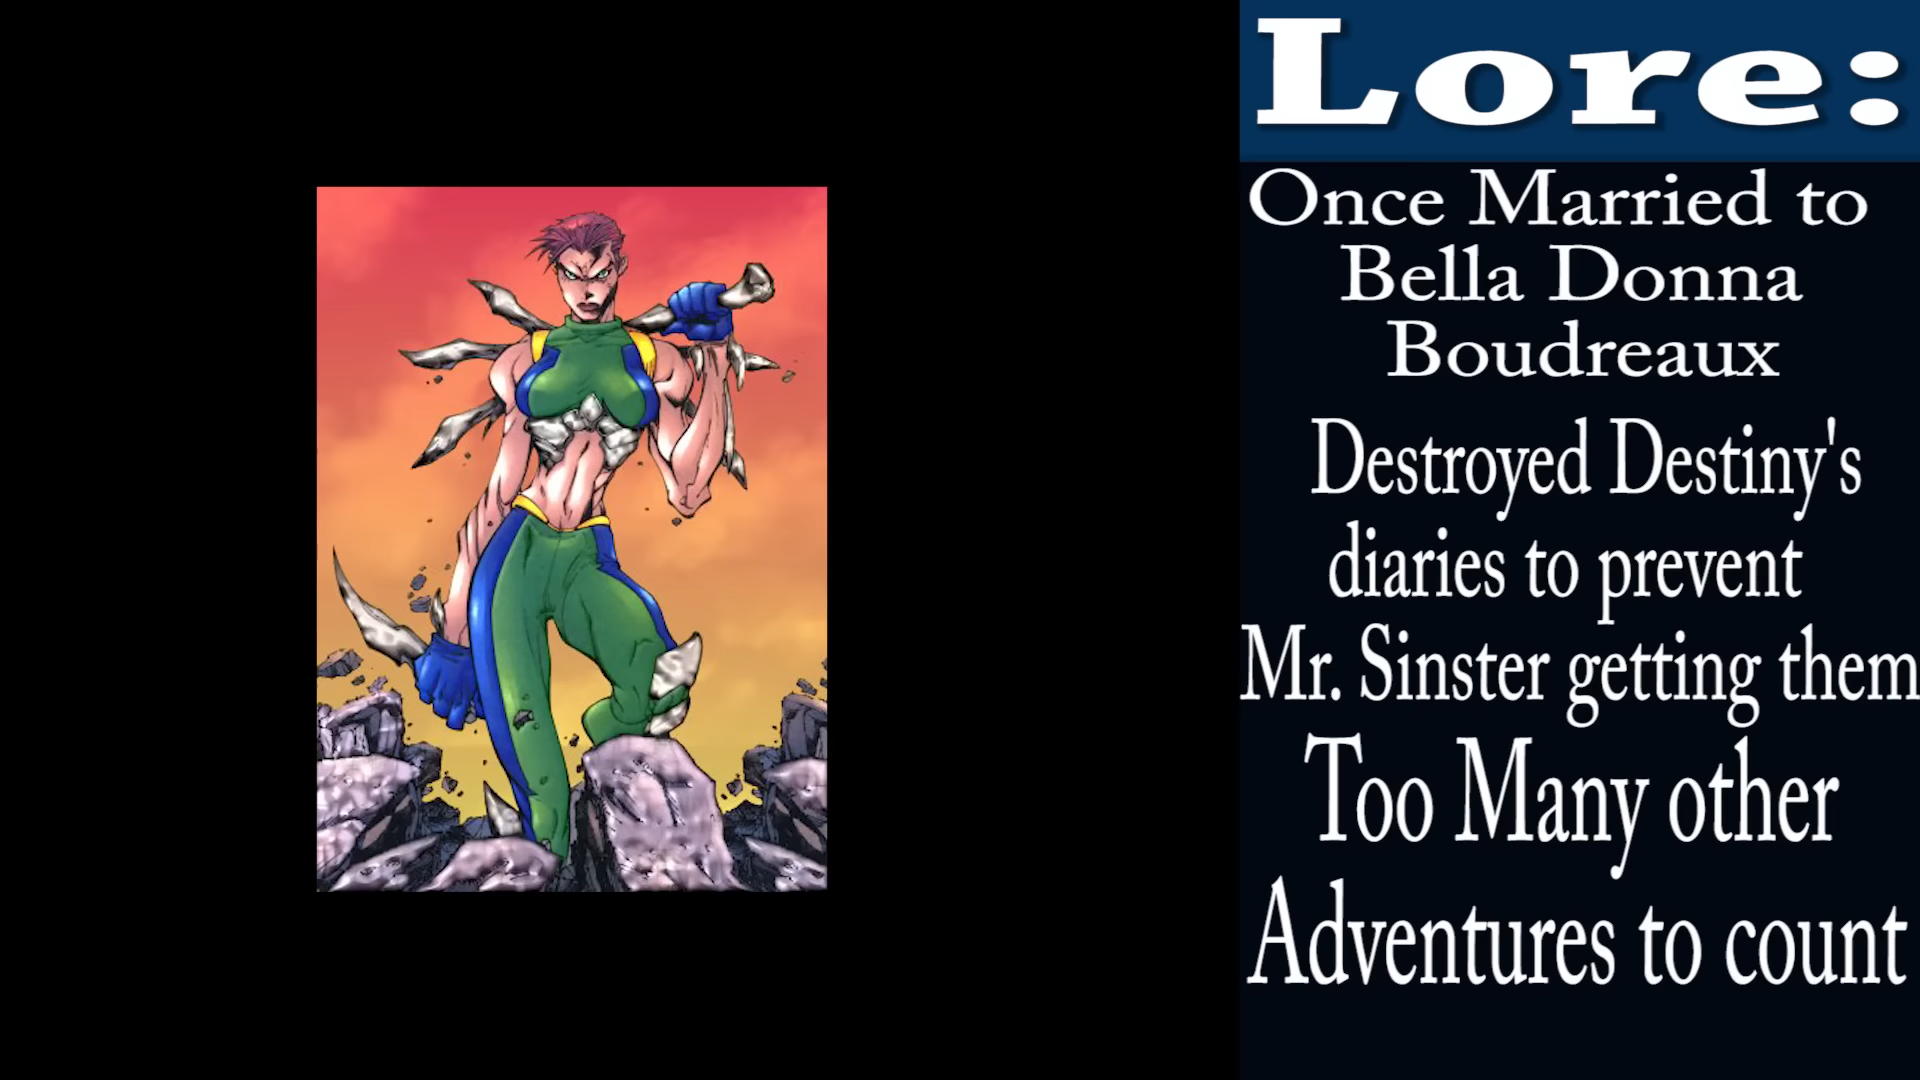 Lore:
Once Married to
Bella Donna
Boudreaux
Destroyed Destiny's
diaries to prevent
Mr. Sinster getting them
Too Many other
Adventures to count